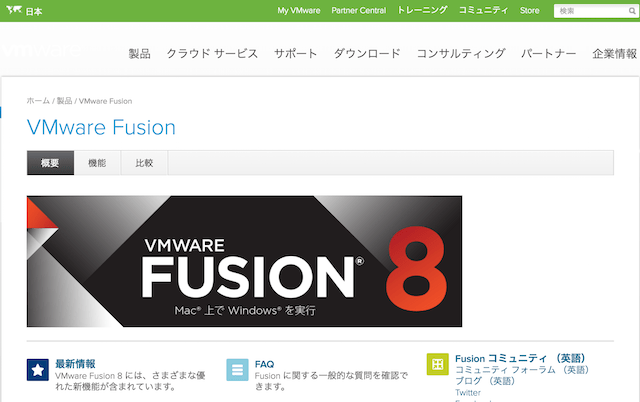 日本
My VMware Partner Central トレーニング コミュニティ Store 検索
製品 クラウド サービス サポート ダウンロード コンサルティング パートナー 企業情報
ホーム / 製品 / VMware Fusion
VMware Fusion
概要 機能 比較
VMWARE
FUSION® 8
Mac® 上で Windows® を実行
最新情報
VMware Fusion 8 には、さまざまな優
れた新機能が含まれています。
FAQ
Fusion に関する一般的な質問を確認で
きます。
Fusion コミュニティ （英語）
コミュニティ フォーラム （英語）
ブログ （英語）
Twitter